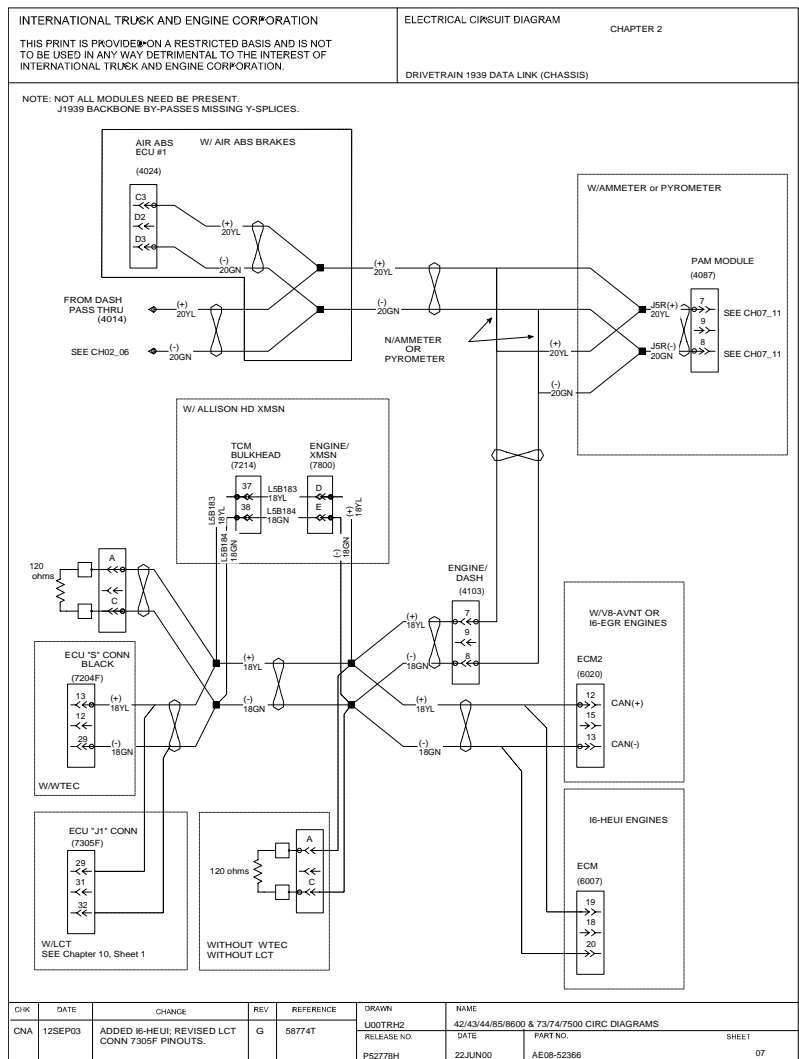 INTERNATIONAL TRUCK AND ENGINE CORPORATION
THIS PRINT IS PROVIDED ON A RESTRICTED BASIS AND IS NOT
TO BE USED IN ANY WAY DETRIMENTAL TO THE INTEREST OF
INTERNATIONAL TRUCK AND ENGINE CORPORATION.
ELECTRICAL CIRCUIT DIAGRAM
CHAPTER 2
DRIVETRAIN 1939 DATA LINK (CHASSIS)
NOTE: NOT ALL MODULES NEED BE PRESENT.
J1939 BACKBONE BY-PASSES MISSING Y-SPLICES.
AIR ABS
ECU #1
(4024)
W/ AIR ABS BRAKES
C3
D2
D3
(+)
20YL
(-)
20GN
FROM DASH
PASS THRU
(4014)
(+)
20YL
SEE CH02_06
(-)
20GN
(+)
20YL
(-)
20GN
N/AMMETER
OR
PYROMETER
(+)
20YL
(-)
20GN
W/AMMETER or PYROMETER
PAM MODULE
(4087)
J5R(+)
20YL
7
9
8
SEE CH07_11
J5R(-)
20GN
SEE CH07_11
W/ ALLISON HD XMSN
TCM
BULKHEAD
(7214)
ENGINE/
XMSN
(7800)
37
38
L5B183
18YL
L5B184
18GN
D
E
L5B183
18YL
L5B184
18GN
(+)
18YL
(-)
18GN
120
ohms
A
C
ENGINE/
DASH
(4103)
7
9
8
(+)
18YL
(-)
18GN
ECU "S" CONN
BLACK
(7204F)
13
12
29
(+)
18YL
(-)
18GN
W/WTEC
(+)
18YL
(-)
18GN
(+)
18YL
(-)
18GN
W/V8-AVNT OR
I6-EGR ENGINES
ECM2
(6020)
12
15
13
CAN(+)
CAN(-)
ECU "J1" CONN
(7305F)
29
31
32
W/LCT
SEE Chapter 10, Sheet 1
120 ohms
A
C
WITHOUT WTEC
WITHOUT LCT
I6-HEUI ENGINES
ECM
(6007)
19
18
20
CHK DATE CHANGE REV REFERENCE
CNA 12SEP03 ADDED I6-HEUI; REVISED LCT
CONN 7305F PINOUTS.
G 58774T
DRAWN
U00TRH2
NAME
42/43/44/85/8600 & 73/74/7500 CIRC DIAGRAMS
RELEASE NO.
P52778H
DATE
22JUN00
PART NO.
AE08-52366
SHEET
07